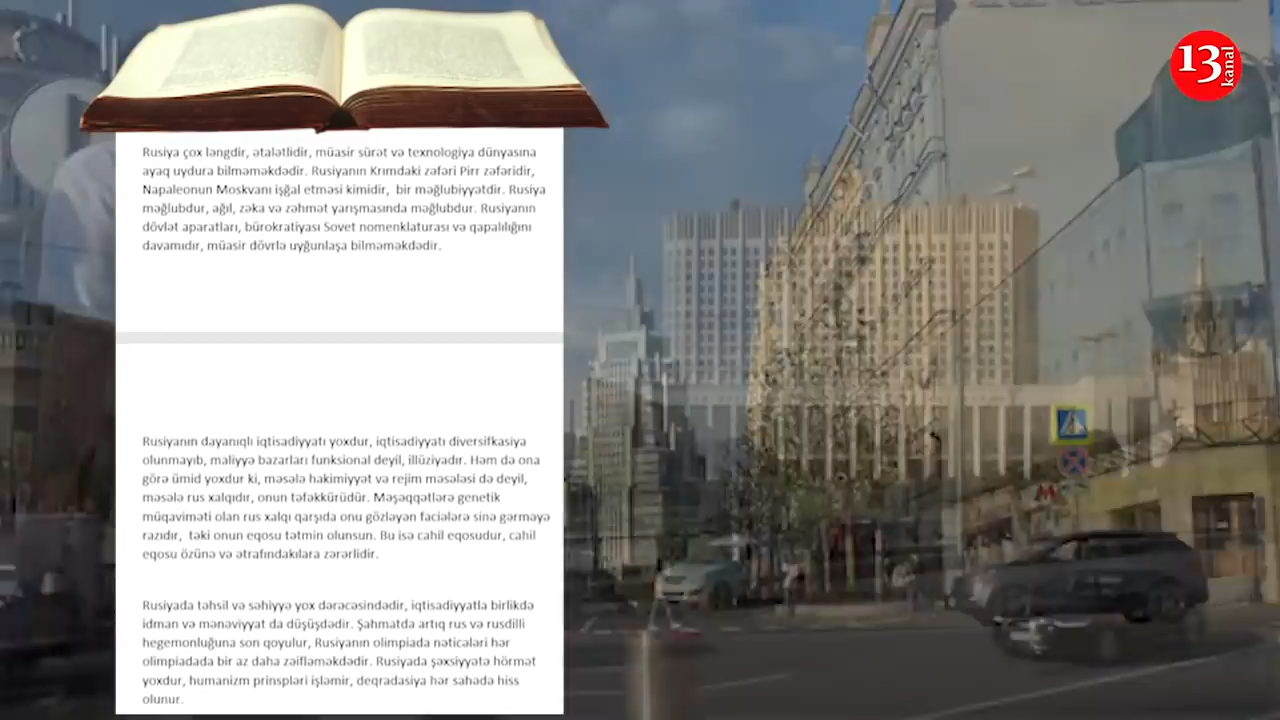 13
kanal
Rusiya çox ləngdir, ətalətlidir, müasir sürət və texnologiya dünyasına
ayaq uydura bilməməkdədir. Rusiyanın Krımdakı zəfəri Pirr zəfəridir,
Napaleonun Moskvanı işğal etməsi kimidir, bir məğlubiyyətdir. Rusiya
məğlubdur, ağıl, zəka və zəhmət yarışmasında məğlubdur. Rusiyanın
dövlət aparatları, bürokratiyası Sovet nomenklaturası və qapalılığını
davamıdır, müasir dövrlə uyğunlaşa bilməməkdədir.
Rusiyanın dayanıqlı iqtisadiyyatı yoxdur, iqtisadiyyatı diversifkasiya
olunmayıb, maliyyə bazarları funksional deyil, illüziyadır. Həm də ona
görə ümid yoxdur ki, məsələ hakimiyyət və rejim məsələsi də deyil,
məsələ rus xalqıdır, onun təfəkkürüdür. Məşəqqətlərə genetik
müqaviməti olan rus xalqı qarşıda onu gözləyən faciələrə sinə gərməyə
razıdır, təki onun eqosu tətmin olunsun. Bu isə cahil eqosudur, cahil
eqosu özünə və ətrafındakılara zərərlidir.
Rusiyada təhsil və səhiyyə yox dərəcəsindədir, iqtisadiyyatla birlikdə
idman və mənəviyyat da düşüşdədir. Şahmatda artıq rus və rusdilli
hegemonluğuna son qoyulur, Rusiyanın olimpiada nəticələri hər
olimpiadada bir az daha zəifləməkdədir. Rusiyada şəxsiyyətə hörmət
yoxdur, humanizm prinspləri işləmir, deqradasiya hər sahədə hiss
olunur.
M